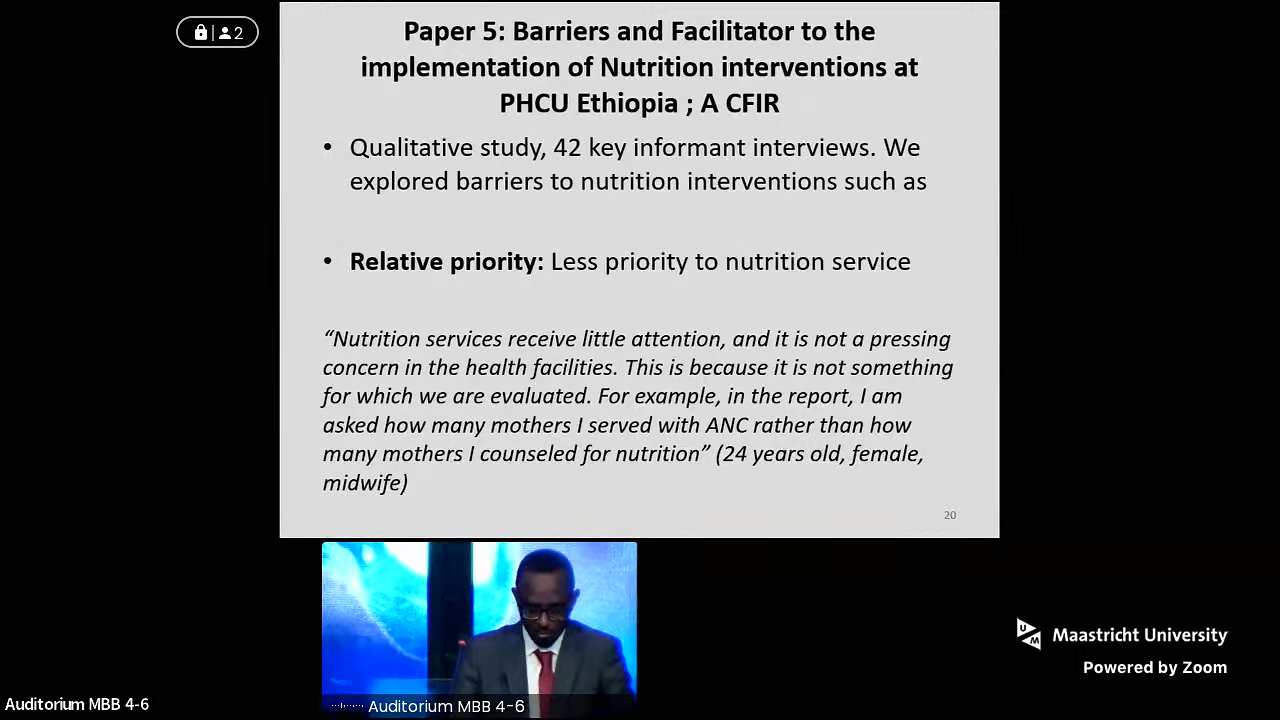 2
Paper 5: Barriers and Facilitator to the
implementation of Nutrition interventions at
PHCU Ethiopia ; A CFIR
• Qualitative study, 42 key informant interviews. We
explored barriers to nutrition interventions such as
• Relative priority: Less priority to nutrition service
“Nutrition services receive little attention, and it is not a pressing
concern in the health facilities. This is because it is not something
for which we are evaluated. For example, in the report, I am
asked how many mothers I served with ANC rather than how
many mothers I counseled for nutrition” (24 years old, female,
midwife)
20
UM
Maastricht University
Powered by Zoom
Auditorium MBB 4-6
Auditorium MBB 4-6